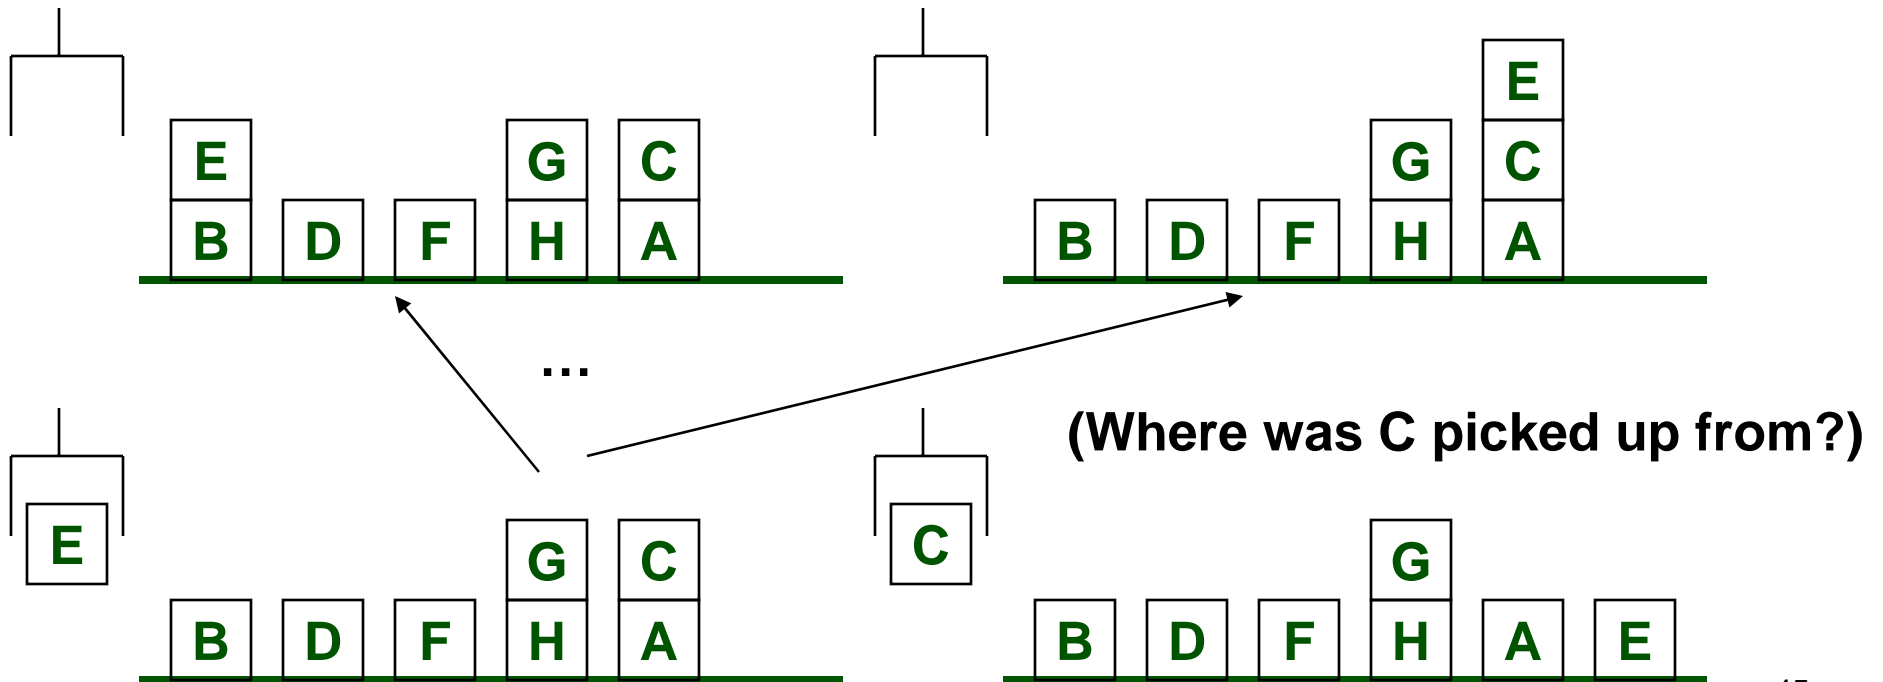 E
E G C G C
B D F H A B D F H A
...
(Where was C picked up from?)
E C
G C G
B D F H A B D F H A E